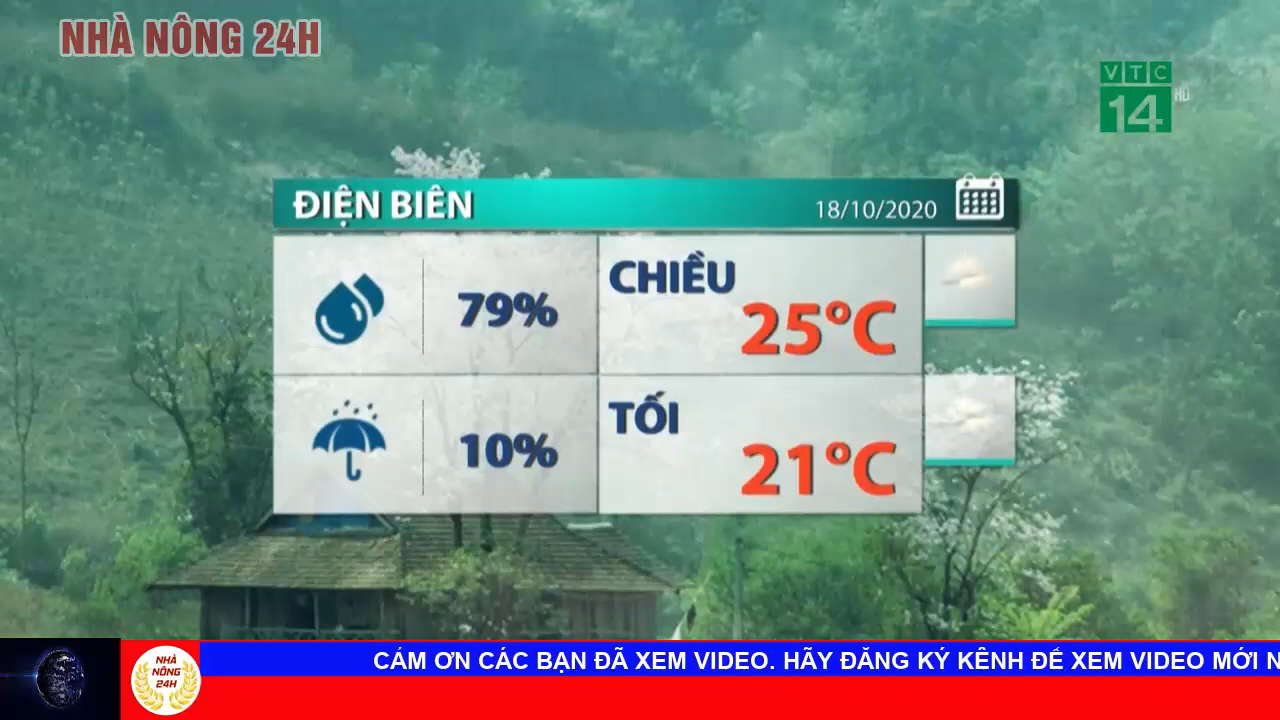 NHÀ NÔNG 24H
VTC
14
HD
ĐIỆN BIÊN
18/10/2020
79%
CHIỀU
25°C
10%
TỐI
21°C
NHÀ
NÔNG
24H
CẢM ƠN CÁC BẠN ĐÃ XEM VIDEO. HÃY ĐĂNG KÝ KÊNH ĐỂ XEM VIDEO MỚI N